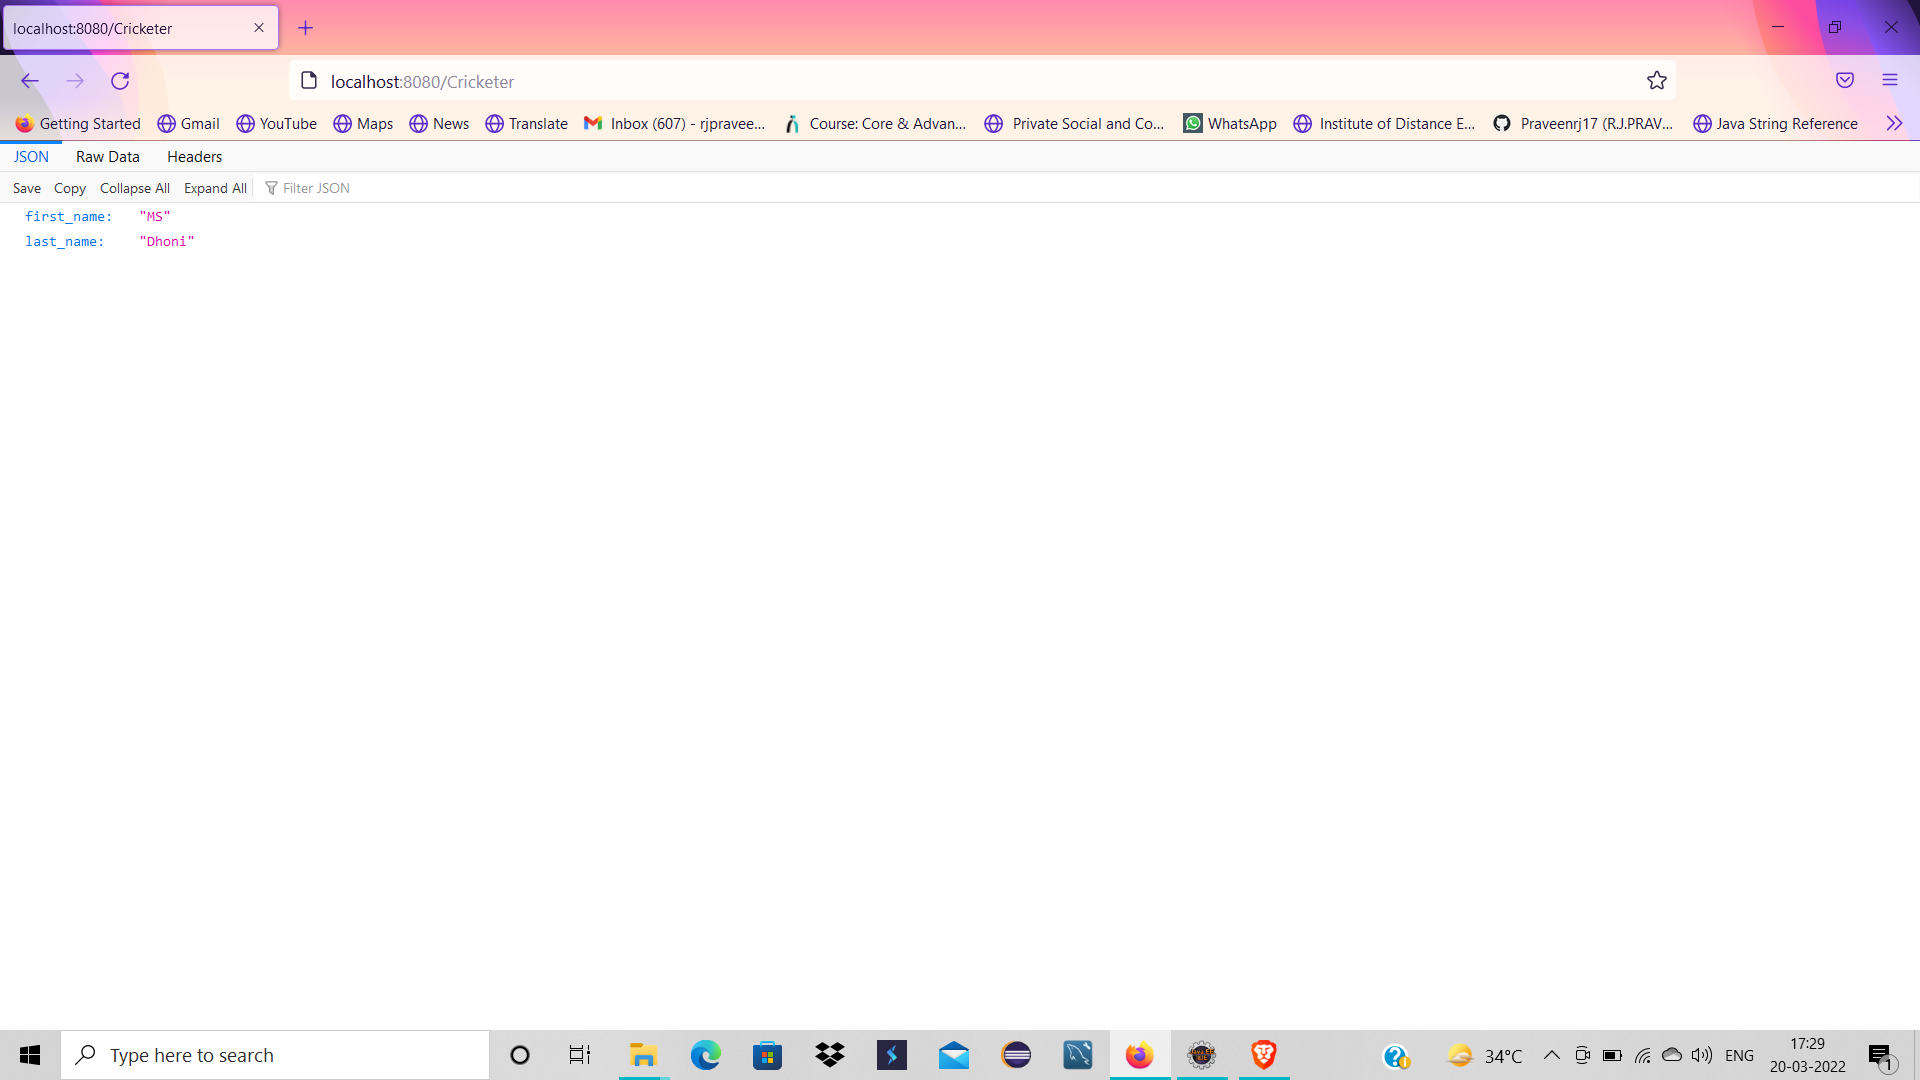 localhost:8080/Cricketer
localhost:8080/Cricketer
Getting Started Gmail YouTube Maps News Translate Inbox (607) - rjpravee... Course: Core & Advan... Private Social and Co... WhatsApp Institute of Distance E... Praveenrj17 (R.J.PRAV... Java String Reference
JSON Raw Data Headers
Save Copy Collapse All Expand All Filter JSON
first_name: "MS"
last_name: "Dhoni"
Type here to search 34°C ENG 17:29
20-03-2022 1